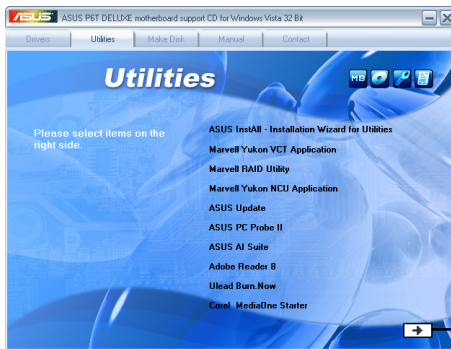 ASUS ASUS P6T DELUXE motherboard support CD for Windows Vista 32 Bit
Drivers Utilities Make Disk Manual Contact
Utilities
MB
Please select items on the
right side.
ASUS InstAll - Installation Wizard for Utilities
Marvell Yukon VCT Application
Marvell RAID Utility
Marvell Yukon NCU Application
ASUS Update
ASUS PC Probe II
ASUS AI Suite
Adobe Reader 8
Ulead Burn.Now
Corel MediaOne Starter